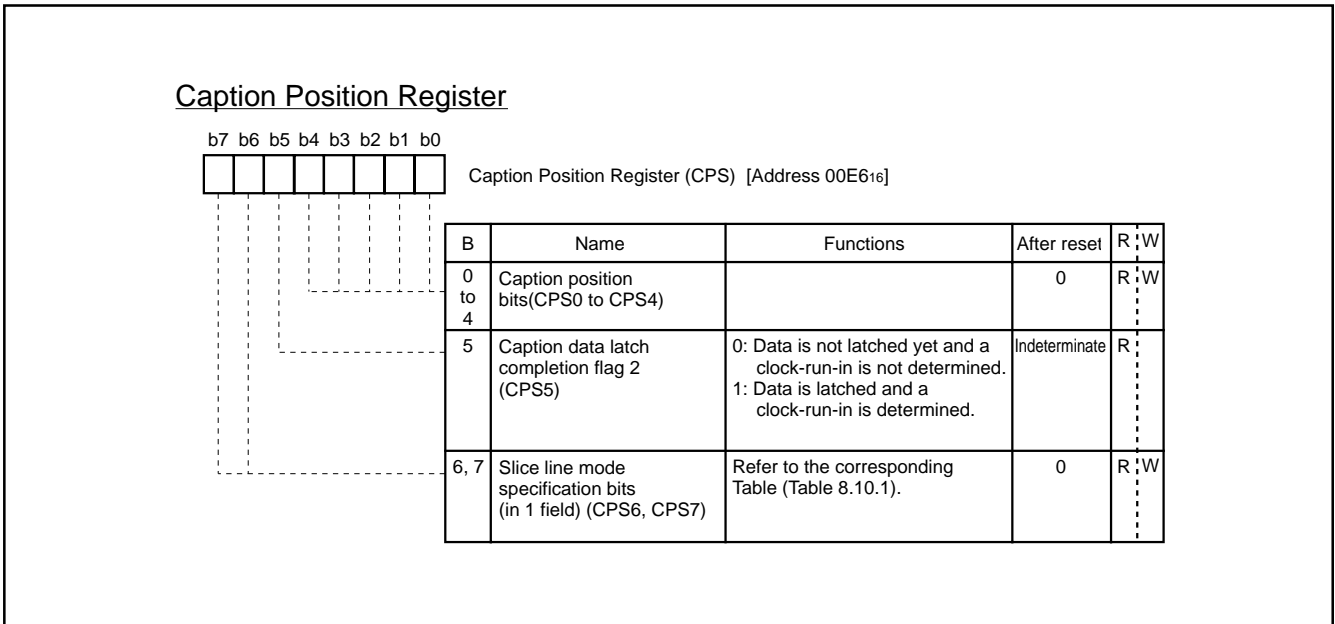 Caption Position Register
b7 b6 b5 b4 b3 b2 b1 b0
Caption Position Register (CPS) [Address 00E616]
B Name Functions After reset R W
0 to 4 Caption position bits(CPS0 to CPS4) 0 R W
5 Caption data latch completion flag 2 (CPS5) 0: Data is not latched yet and a clock-run-in is not determined. 1: Data is latched and a clock-run-in is determined. Indeterminate R
6, 7 Slice line mode specification bits (in 1 field) (CPS6, CPS7) Refer to the corresponding Table (Table 8.10.1). 0 R W